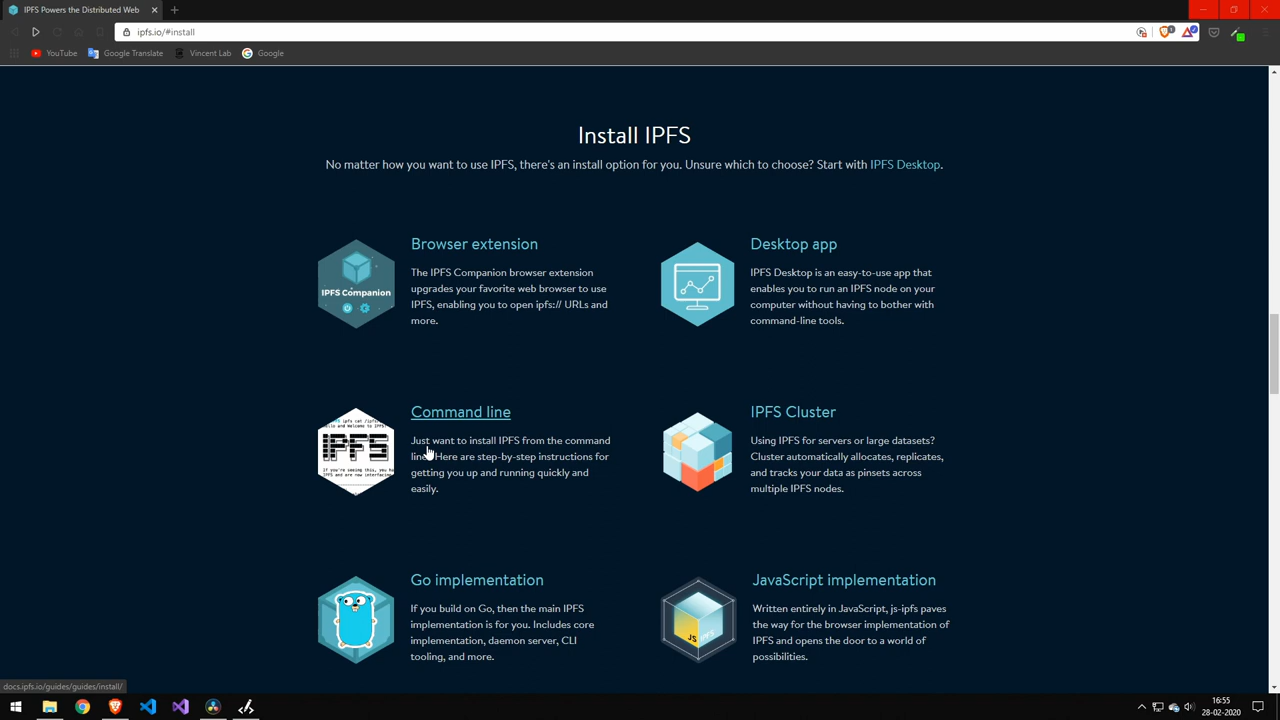 IPFS Powers the Distributed Web
ipfs.io/#install
YouTube
Google Translate
Vincent Lab
Google
Install IPFS
No matter how you want to use IPFS, there's an install option for you. Unsure which to choose? Start with IPFS Desktop.
Browser extension
The IPFS Companion browser extension
upgrades your favorite web browser to use
IPFS, enabling you to open ipfs:// URLs and
more.
IPFS Companion
Desktop app
IPFS Desktop is an easy-to-use app that
enables you to run an IPFS node on your
computer without having to bother with
command-line tools.
Command line
Just want to install IPFS from the command
Here are step-by-step instructions for
getting you up and running quickly and
easily.
IPFS
IPFS Cluster
Using IPFS for servers or large datasets?
Cluster automatically allocates, replicates,
and tracks your data as pinsets across
multiple IPFS nodes.
Go implementation
If you build on Go, then the main IPFS
implementation is for you. Includes core
implementation, daemon server, CLI
tooling, and more.
JavaScript implementation
Written entirely in JavaScript, js-ipfs paves
the way for the browser implementation of
IPFS and opens the door to a world of
possibilities.
JS IPFS
docs.ipfs.io/guides/guides/install/
16:55
28-02-2020